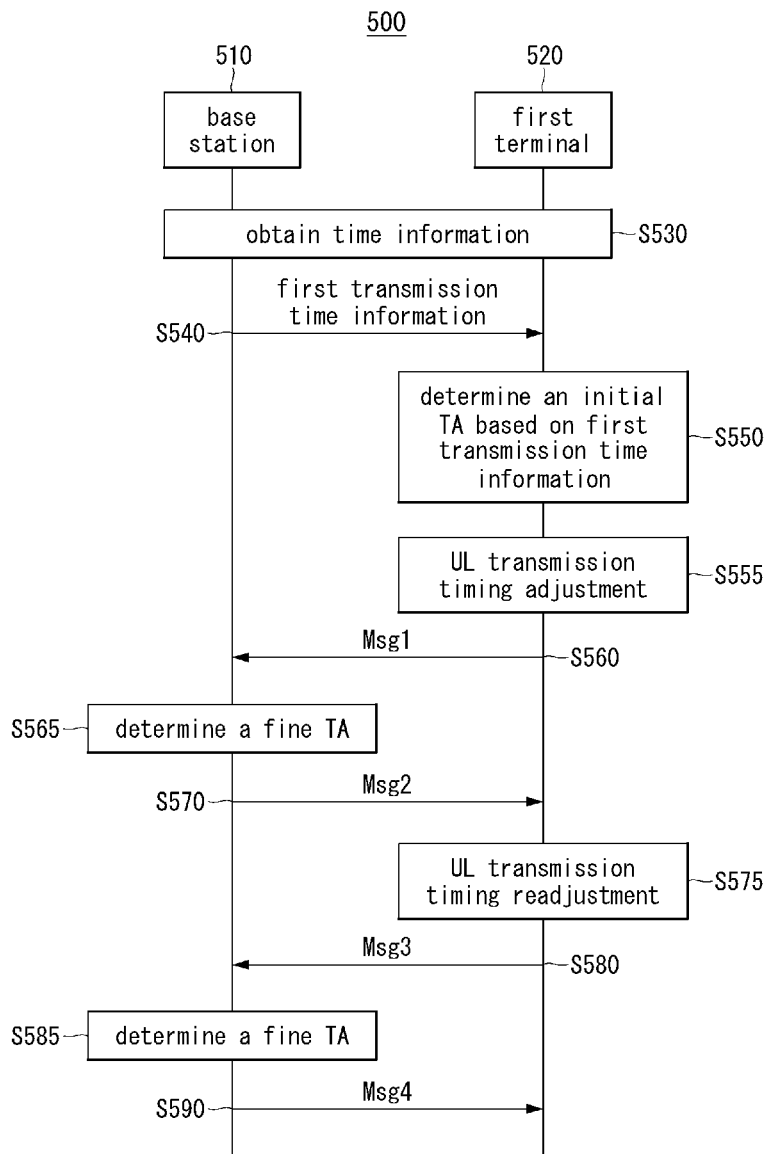 500
510
520
base
station
first
terminal
obtain time information
S530
first transmission
time information
S540
determine an initial
TA based on first
transmission time
information
S550
UL transmission
timing adjustment
S555
Msg1
S560
S565
determine a fine TA
Msg2
S570
UL transmission
timing readjustment
S575
Msg3
S580
S585
determine a fine TA
Msg4
S590